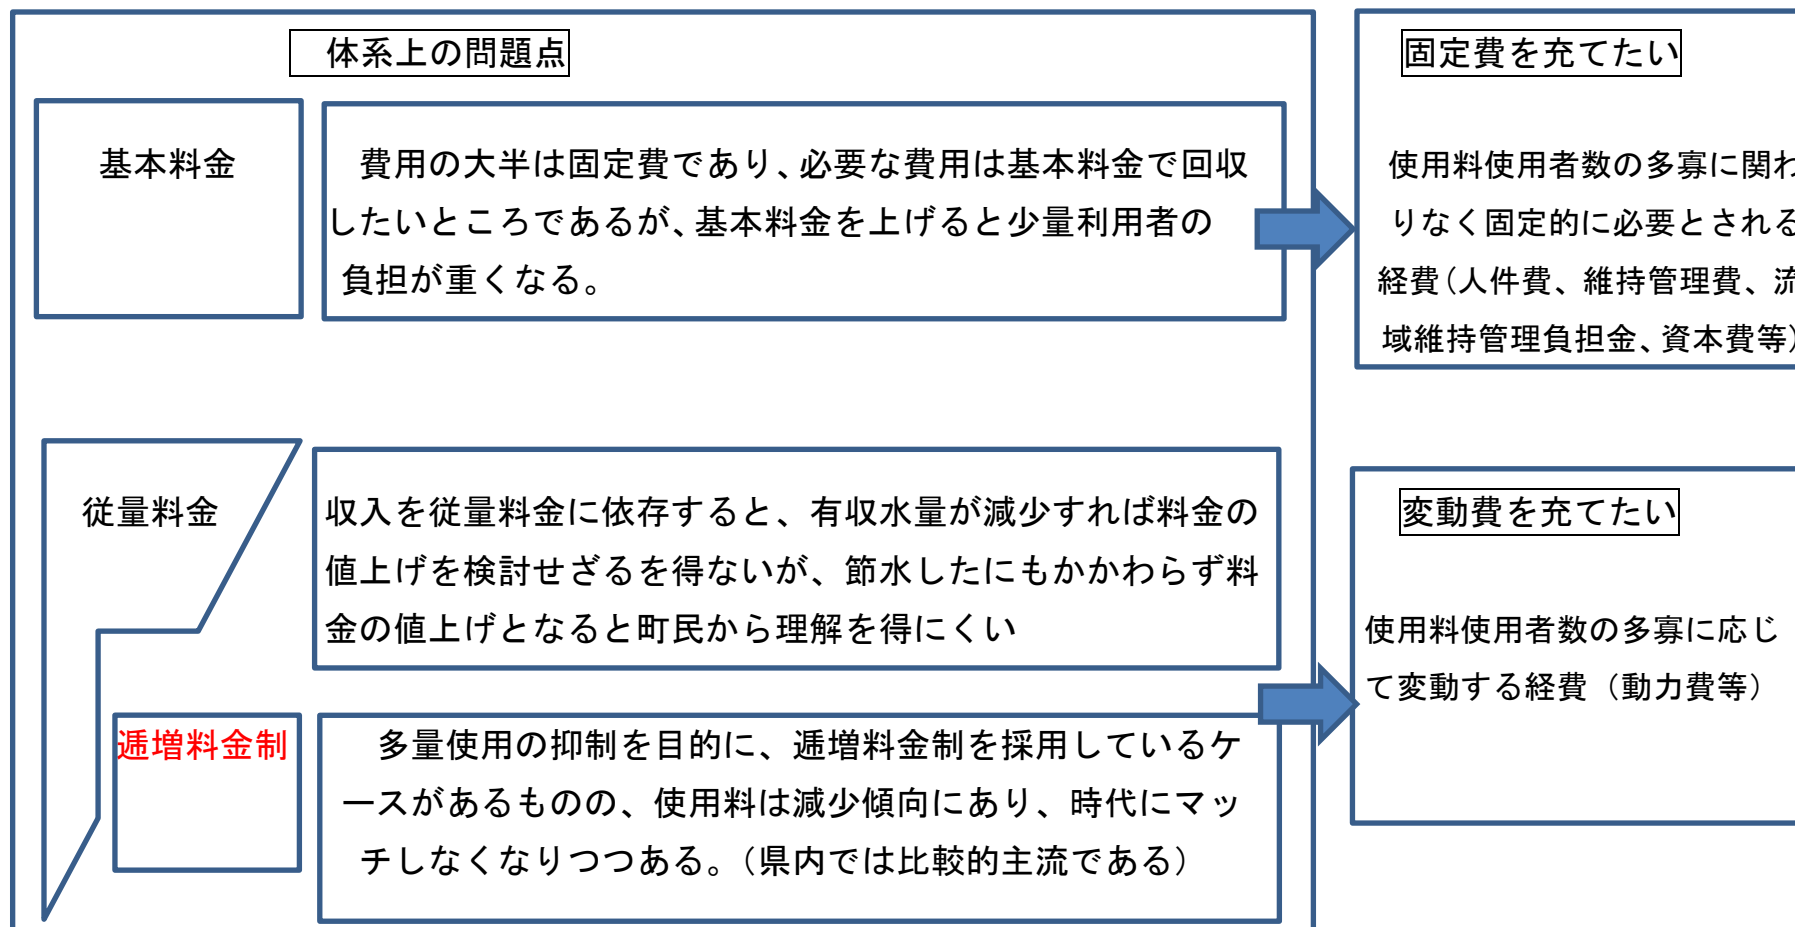 体系上の問題点
基本料金
費用の大半は固定費であり、必要な費用は基本料金で回収
したいところであるが、基本料金を上げると少量利用者の
負担が重くなる。
従量料金
収入を従量料金に依存すると、有収水量が減少すれば料金の
値上げを検討せざるを得ないが、節水したにもかかわらず料
金の値上げとなると町民から理解を得にくい
逓増料金制
多量使用の抑制を目的に、逓増料金制を採用しているケ
ースがあるものの、使用料は減少傾向にあり、時代にマッ
チしなくなりつつある。（県内では比較的主流である）
固定費を充てたい
使用料使用者数の多寡に関わ
りなく固定的に必要とされる
経費（人件費、維持管理費、流
域維持管理負担金、資本費等）
変動費を充てたい
使用料使用者数の多寡に応じ
て変動する経費（動力費等）